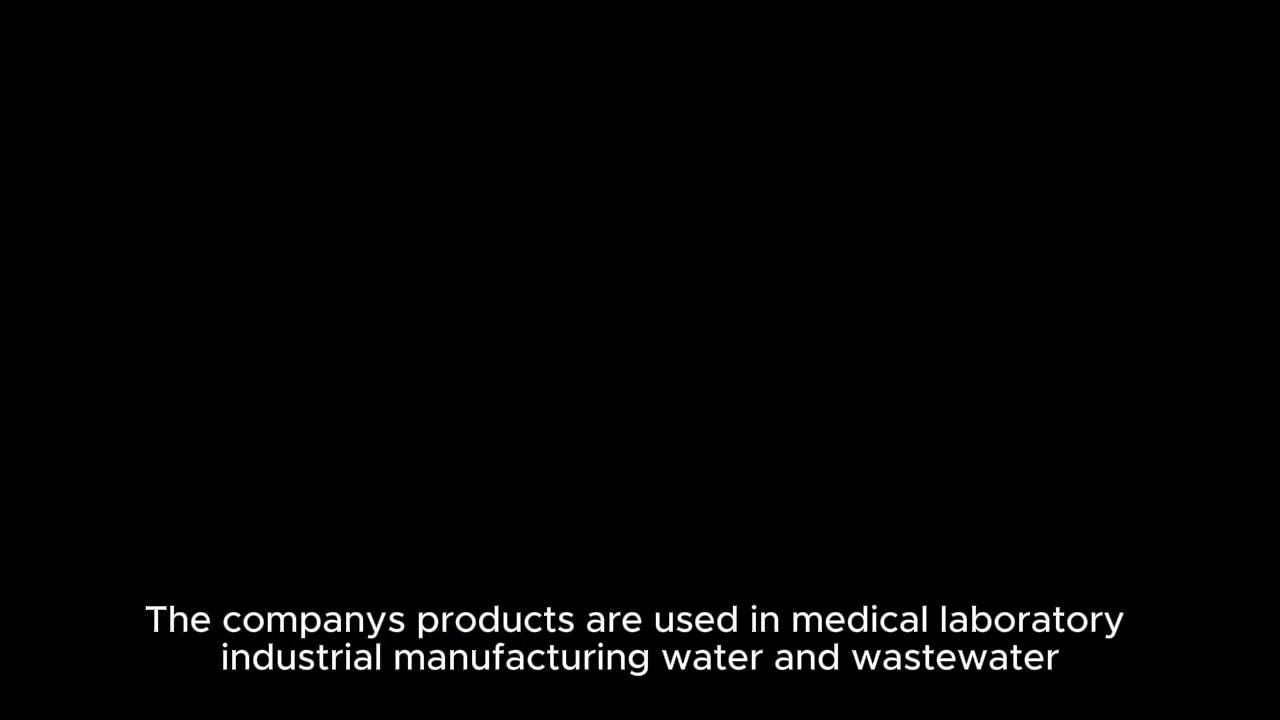 The companys products are used in medical laboratory
industrial manufacturing water and wastewater